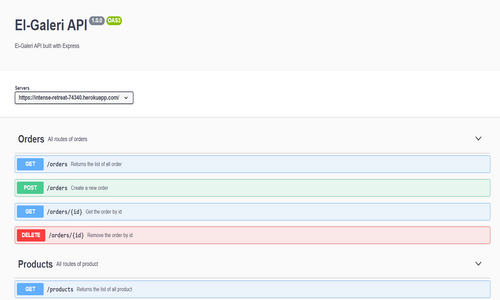 El-Galeri API 1.0.0 OAS3
El-Galeri API built with Express
Servers
https://intense-retreat-74340.herokuapp.com/
Orders All routes of orders
GET /orders Returns the list of all order
POST /orders Create a new order
GET /orders/{id} Get the order by id
DELETE /orders/{id} Remove the order by id
Products All routes of product
GET /products Returns the list of all product